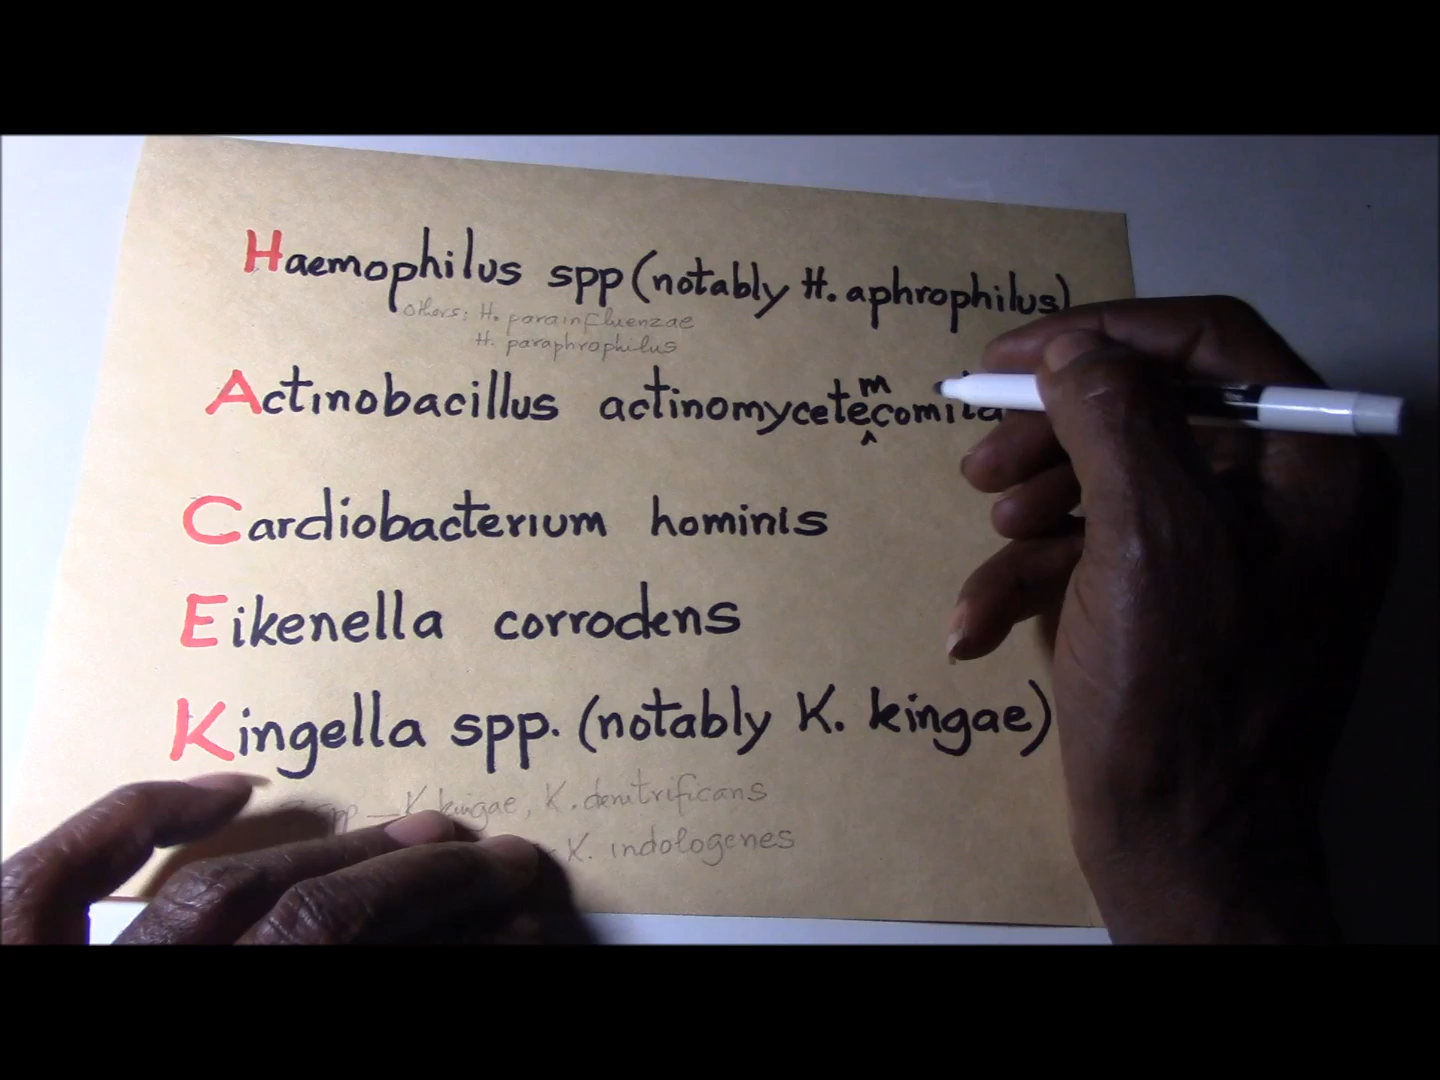 Haemophilus spp (notably H. aphrophilus)
Others: H. parainfluenzae
H. paraphrophilus
Actinobacillus actinomycetecomita
m
^
Cardiobacterium hominis
Eikenella corrodens
Kingella spp. (notably K. kingae)
spp — K. kingae, K. denitrificans
K. indologenes